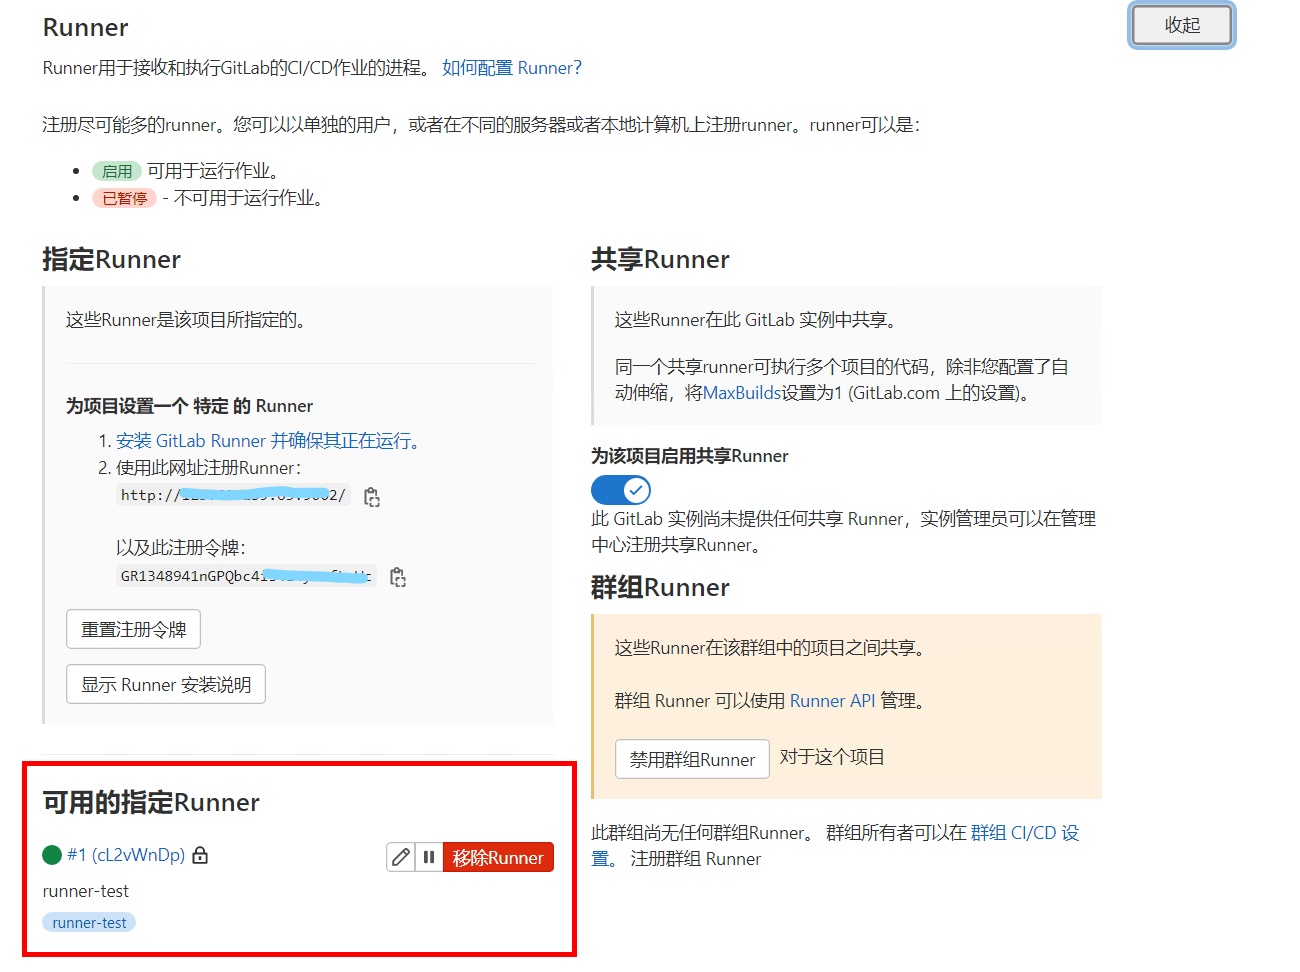 Runner
收起
Runner用于接收和执行GitLab的CI/CD作业的进程。 如何配置 Runner?
注册尽可能多的runner。您可以以单独的用户，或者在不同的服务器或者本地计算机上注册runner。runner可以是：
启用 可用于运行作业。
已暂停 - 不可用于运行作业。
指定Runner
这些Runner是该项目所指定的。
为项目设置一个 特定 的 Runner
1. 安装 GitLab Runner 并确保其正在运行。
2. 使用此网址注册Runner：
http://
以及此注册令牌：
GR1348941nGPQbc4i
重置注册令牌
显示 Runner 安装说明
可用的指定Runner
#1 (cL2vWnDp)
移除Runner
runner-test
runner-test
共享Runner
这些Runner在此 GitLab 实例中共享。
同一个共享runner可执行多个项目的代码，除非您配置了自
动伸缩，将MaxBuilds设置为1 (GitLab.com 上的设置)。
为该项目启用共享Runner
此 GitLab 实例尚未提供任何共享 Runner，实例管理员可以在管理
中心注册共享Runner。
群组Runner
这些Runner在该群组中的项目之间共享。
群组 Runner 可以使用 Runner API 管理。
禁用群组Runner 对于这个项目
此群组尚无任何群组Runner。 群组所有者可以在 群组 CI/CD 设
置。 注册群组 Runner